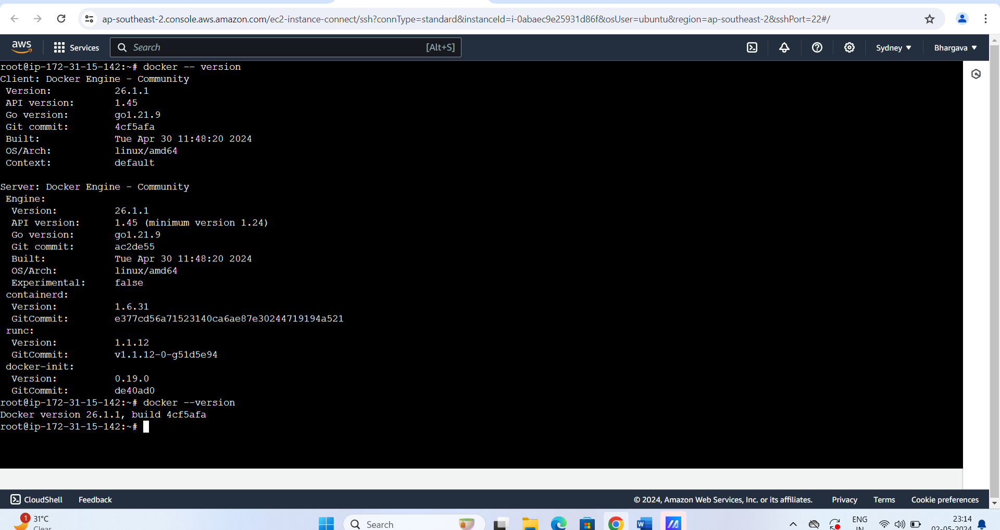 ap-southeast-2.console.aws.amazon.com/ec2-instance-connect/ssh?connType=standard&instanceId=i-0abaec9e25931d86f&osUser=ubuntu&region=ap-southeast-2&sshPort=22#/
aws Services Search [Alt+S] Sydney Bhargava
root@ip-172-31-15-142:~# docker -- version
Client: Docker Engine - Community
Version: 26.1.1
API version: 1.45
Go version: go1.21.9
Git commit: 4cf5afa
Built: Tue Apr 30 11:48:20 2024
OS/Arch: linux/amd64
Context: default
Server: Docker Engine - Community
Engine:
Version: 26.1.1
API version: 1.45 (minimum version 1.24)
Go version: go1.21.9
Git commit: ac2de55
Built: Tue Apr 30 11:48:20 2024
OS/Arch: linux/amd64
Experimental: false
containerd:
Version: 1.6.31
GitCommit: e377cd56a71523140ca6ae87e30244719194a521
runc:
Version: 1.1.12
GitCommit: v1.1.12-0-g51d5e94
docker-init:
Version: 0.19.0
GitCommit: de40ad0
root@ip-172-31-15-142:~# docker --version
Docker version 26.1.1, build 4cf5afa
root@ip-172-31-15-142:~#
CloudShell Feedback © 2024, Amazon Web Services, Inc. or its affiliates. Privacy Terms Cookie preferences
1 31°C Search ENG 23:14
Clear IN 02-05-2024